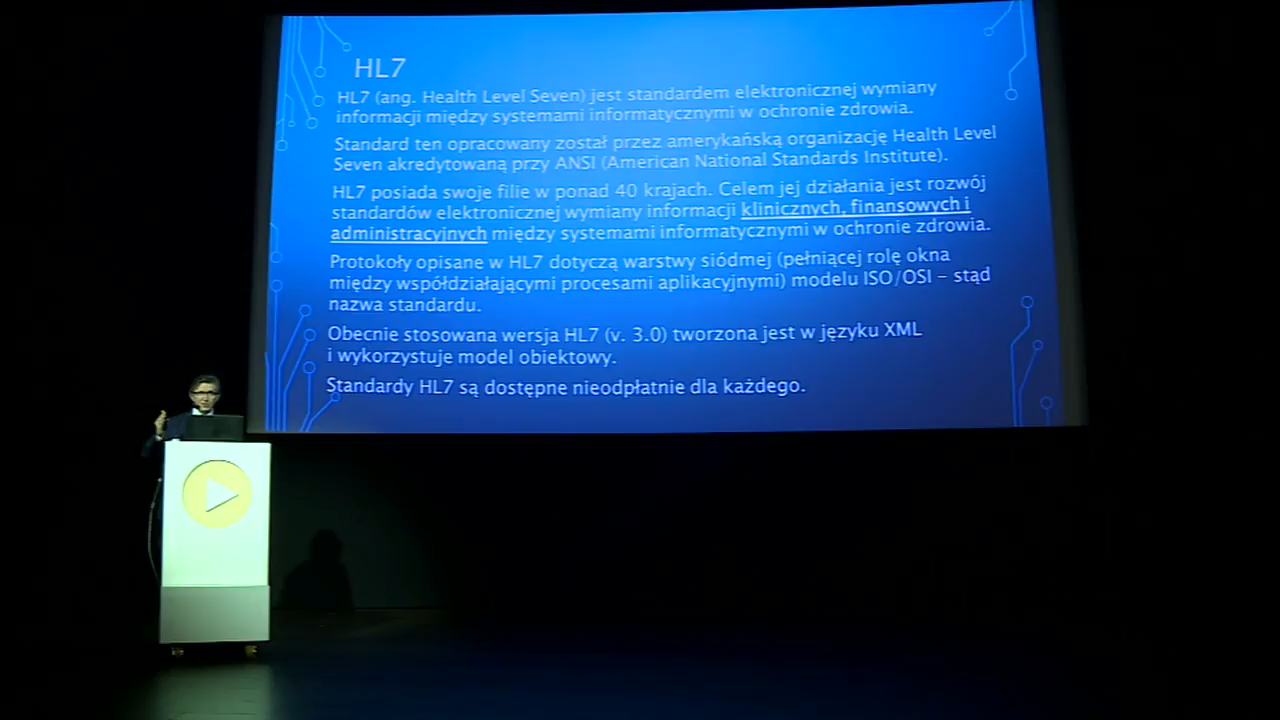 HL7
HL7 (ang. Health Level Seven) jest standardem elektronicznej wymiany
informacji między systemami informatycznymi w ochronie zdrowia.
Standard ten opracowany został przez amerykańską organizację Health Level
Seven akredytowaną przy ANSI (American National Standards Institute).
HL7 posiada swoje filie w ponad 40 krajach. Celem jej działania jest rozwój
standardów elektronicznej wymiany informacji klinicznych, finansowych i
administracyjnych między systemami informatycznymi w ochronie zdrowia.
Protokoły opisane w HL7 dotyczą warstwy siódmej (pełniącej rolę okna
między współdziałającymi procesami aplikacyjnymi) modelu ISO/OSI – stąd
nazwa standardu.
Obecnie stosowana wersja HL7 (v. 3.0) tworzona jest w języku XML
i wykorzystuje model obiektowy.
Standardy HL7 są dostępne nieodpłatnie dla każdego.